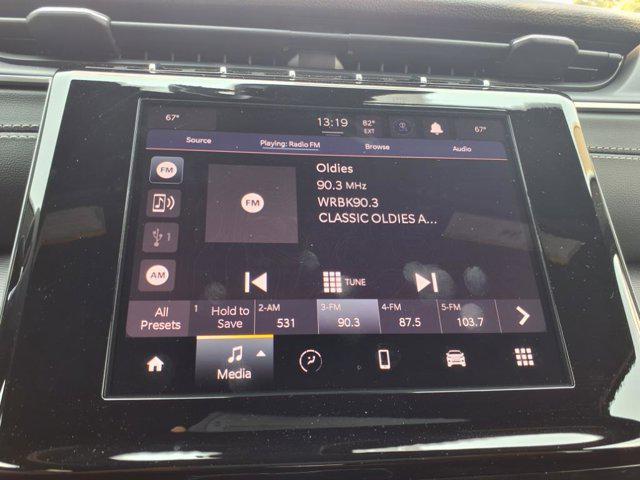 67° 13:19 82° EXT 67°
Source Playing: Radio FM Browse Audio
FM
Oldies
90.3 MHz
FM
WRBK90.3
CLASSIC OLDIES A...
1
AM
TUNE
All Presets
1 Hold to Save
2-AM 531
3-FM 90.3
4-FM 87.5
5-FM 103.7
Media